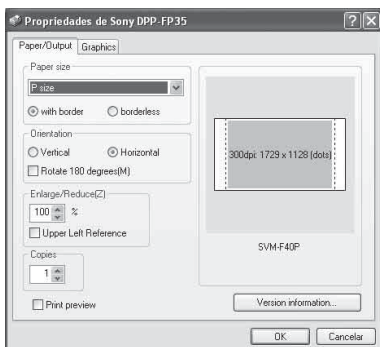 Propriedades de Sony DPP-FP35
Paper/Output
Graphics
Paper size
P size
with border
borderless
Orientation
Vertical
Horizontal
Rotate 180 degrees(M)
Enlarge/Reduce(Z)
100 %
Upper Left Reference
Copies
1
Print preview
300dpi: 1729 x 1128 (dots)
SVM-F40P
Version information...
OK
Cancelar